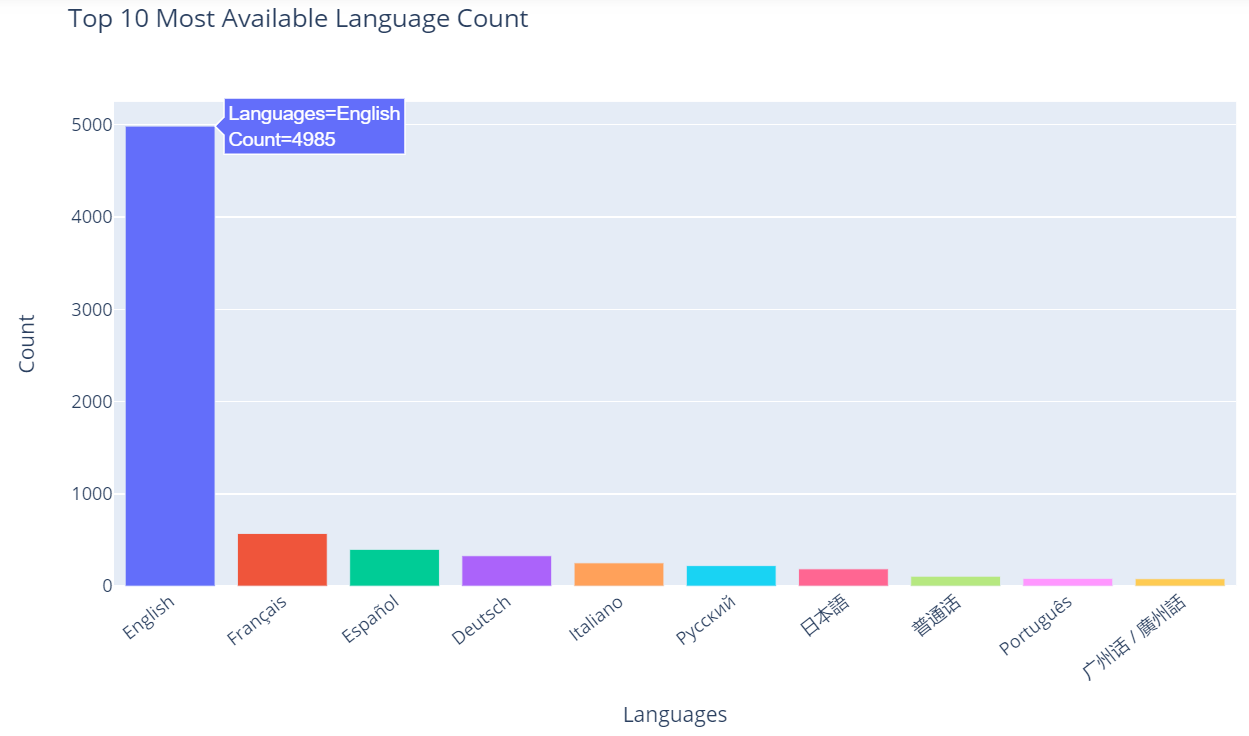 Top 10 Most Available Language Count
Languages=English
Count=4985
5000
4000
3000
2000
1000
0
Count
English
Français
Español
Deutsch
Italiano
Русский
日本語
普通话
Português
广州话 / 廣州話
Languages